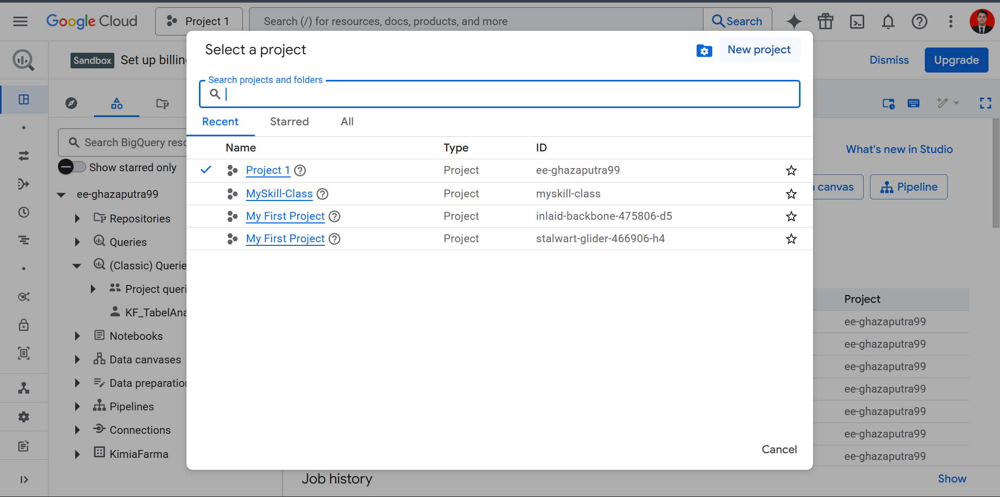 Google Cloud
Project 1
Search (/) for resources, docs, products, and more
Search
Sandbox
Set up billing
Dismiss
Upgrade
Select a project
New project
Search projects and folders
Recent
Starred
All
Name
Type
ID
Project 1
Project
ee-ghazaputra99
MySkill-Class
Project
myskill-class
My First Project
Project
inlaid-backbone-475806-d5
My First Project
Project
stalwart-glider-466906-h4
Cancel
Search BigQuery reso
Show starred only
ee-ghazaputra99
Repositories
Queries
(Classic) Querie
Project queri
KF_TabelAna
Notebooks
Data canvases
Data preparation
Pipelines
Connections
KimiaFarma
What's new in Studio
canvas
Pipeline
Project
ee-ghazaputra99
ee-ghazaputra99
ee-ghazaputra99
ee-ghazaputra99
ee-ghazaputra99
ee-ghazaputra99
ee-ghazaputra99
Job history
Show